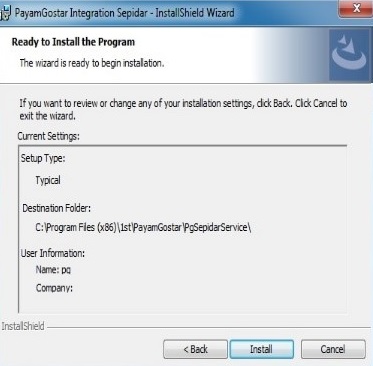 PayamGostar Integration Sepidar - InstallShield Wizard
Ready to Install the Program
The wizard is ready to begin installation.
If you want to review or change any of your installation settings, click Back. Click Cancel to
exit the wizard.
Current Settings:
Setup Type:
Typical
Destination Folder:
C:\Program Files (x86)\1st\PayamGostar\PgSepidarService\
User Information:
Name: pg
Company:
InstallShield
< Back
Install
Cancel